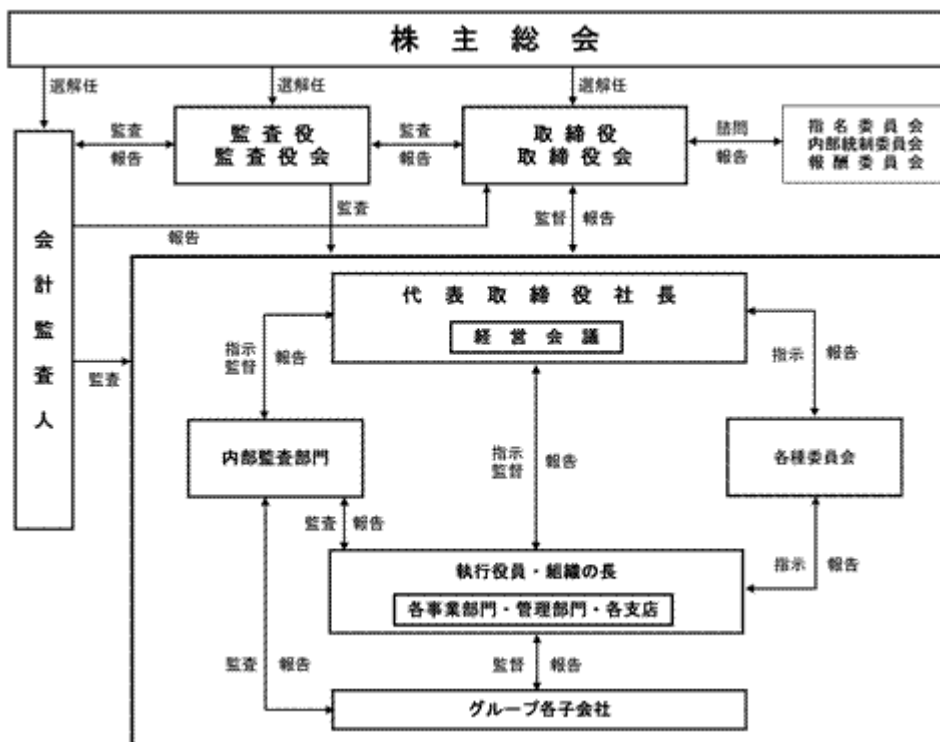 株主総会
選解任
選解任
選解任
監査役
監査役会
取締役
取締役会
指名委員会
内部統制委員会
報酬委員会
監査
報告
監査
報告
諮問
報告
会計監査人
監査
報告
監督 報告
代表取締役社長
経営会議
監査
指示
監督
報告
指示 報告
内部監査部門
指示
監督
報告
各種委員会
監査 報告
執行役員・組織の長
各事業部門・管理部門・各支店
指示 報告
監査 報告
監督 報告
グループ各子会社